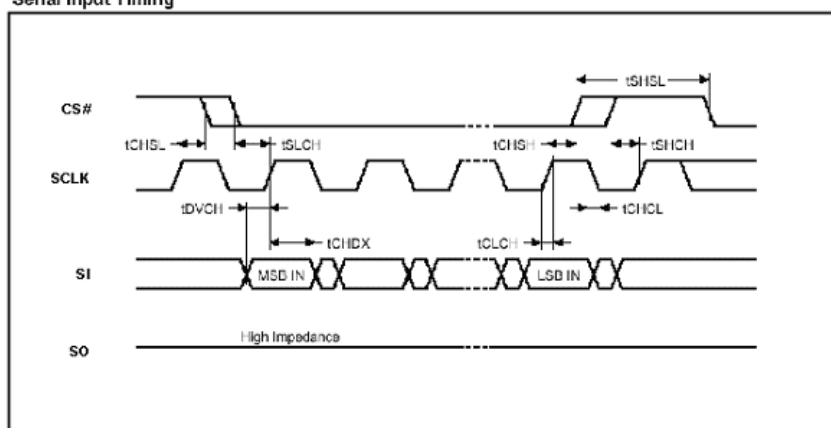 Serial Input Timing
tSHSL
CS#
tCHSL
tSLCH
tCHSH
tSHCH
SCLK
tDVCH
tCHCL
tCHDX
tCLCH
SI
MSB IN
LSB IN
High Impedance
SO